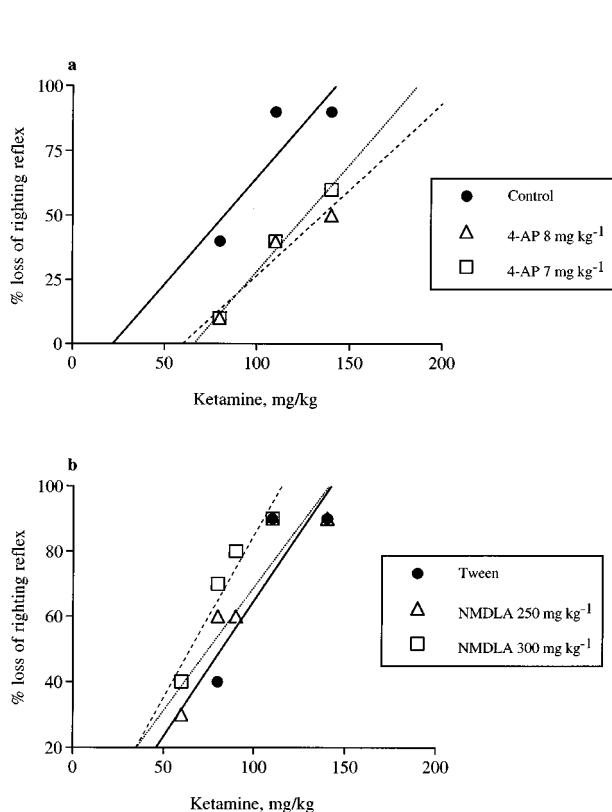 a
100
75
50
25
0
% loss of righting reflex
0 50 100 150 200
Ketamine, mg/kg
Control
4-AP 8 mg kg⁻¹
4-AP 7 mg kg⁻¹
b
100
80
60
40
20
% loss of righting reflex
0 50 100 150 200
Ketamine, mg/kg
Tween
NMDLA 250 mg kg⁻¹
NMDLA 300 mg kg⁻¹